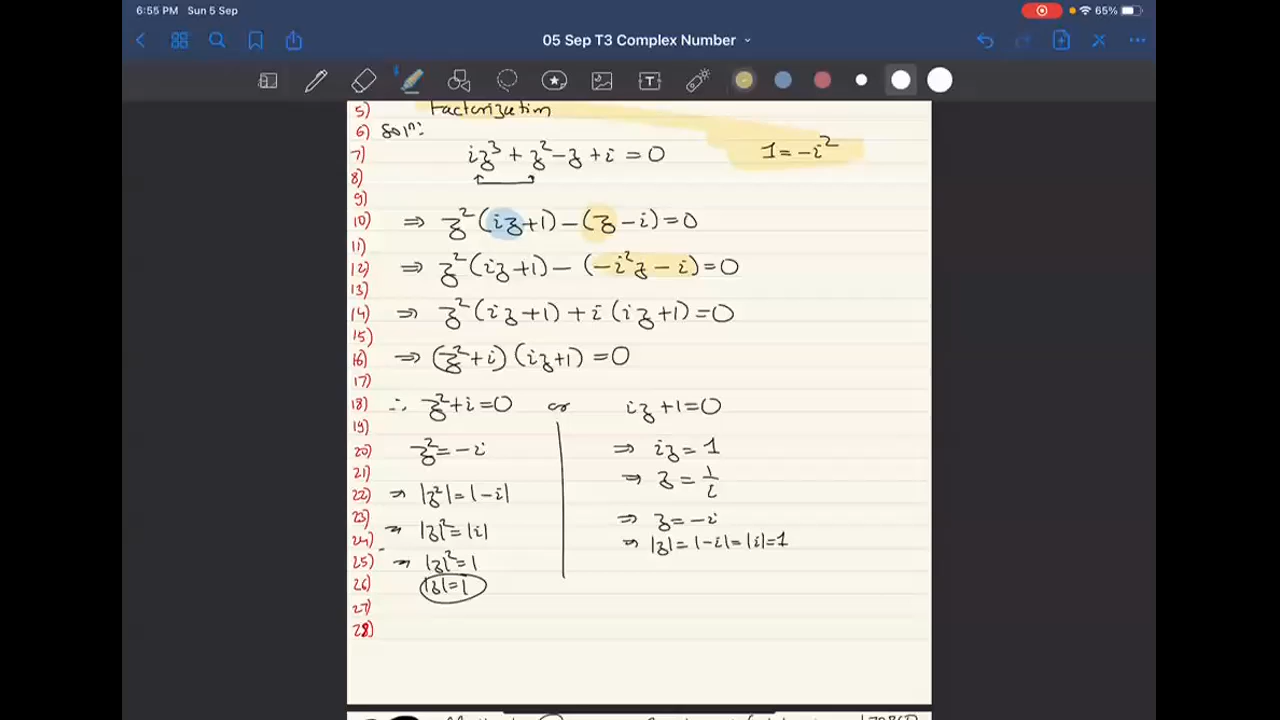 6:55 PM Sun 5 Sep 65%
05 Sep T3 Complex Number
5) Factorization
6) Solⁿ:
7) iz³ + z² - z + i = 0 1 = -i²
8)
9)
10) ⇒ z² (iz+1) - (z - i) = 0
11)
12) ⇒ z² (iz+1) - (-i²z - i) = 0
13)
14) ⇒ z² (iz+1) + i (iz+1) = 0
15)
16) ⇒ (z²+i) (iz+1) = 0
17)
18) ∴ z²+i=0 or iz+1=0
19)
20) z² = -i ⇒ iz = 1
21) ⇒ z = 1/i
22) ⇒ |z²| = |-i|
23) ⇒ z = -i
24) ⇒ |z|² = |i| ⇒ |z| = |-i| = |i| = 1
25) ⇒ |z|² = 1
26) |z| = 1
27)
28)